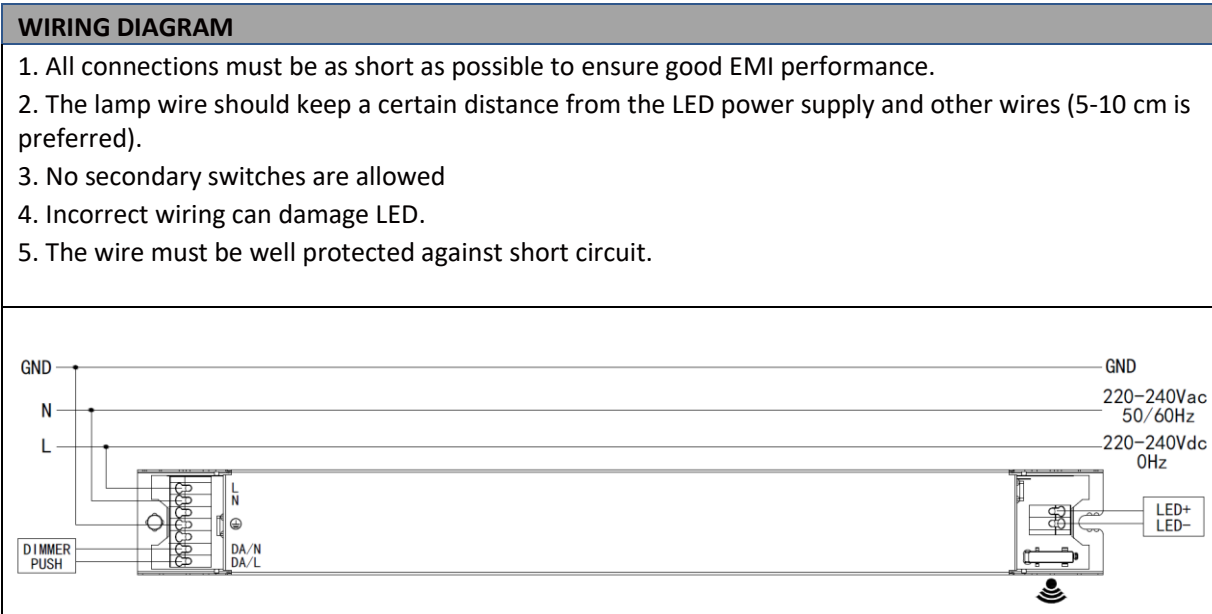 WIRING DIAGRAM
1. All connections must be as short as possible to ensure good EMI performance.
2. The lamp wire should keep a certain distance from the LED power supply and other wires (5-10 cm is
preferred).
3. No secondary switches are allowed
4. Incorrect wiring can damage LED.
5. The wire must be well protected against short circuit.
GND
GND
N
220-240Vac
50/60Hz
L
220-240Vdc
0Hz
L
N
DA/N
DA/L
DIMMER
PUSH
LED+
LED-